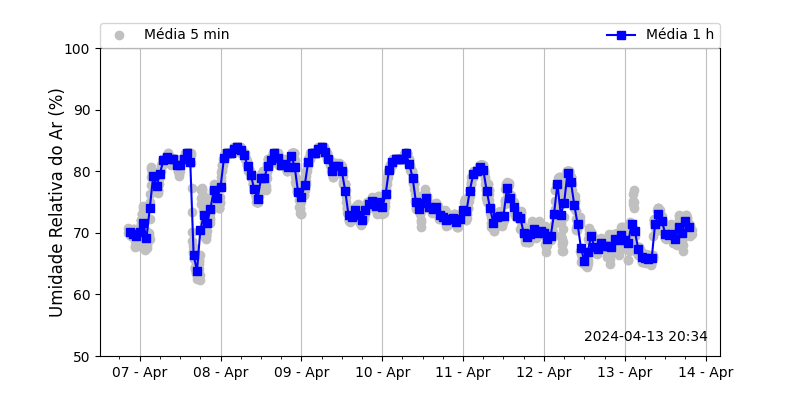 Média 5 min
Média 1 h
Umidade Relativa do Ar (%)
100
90
80
70
60
50
2024-04-13 20:34
07 - Apr
08 - Apr
09 - Apr
10 - Apr
11 - Apr
12 - Apr
13 - Apr
14 - Apr